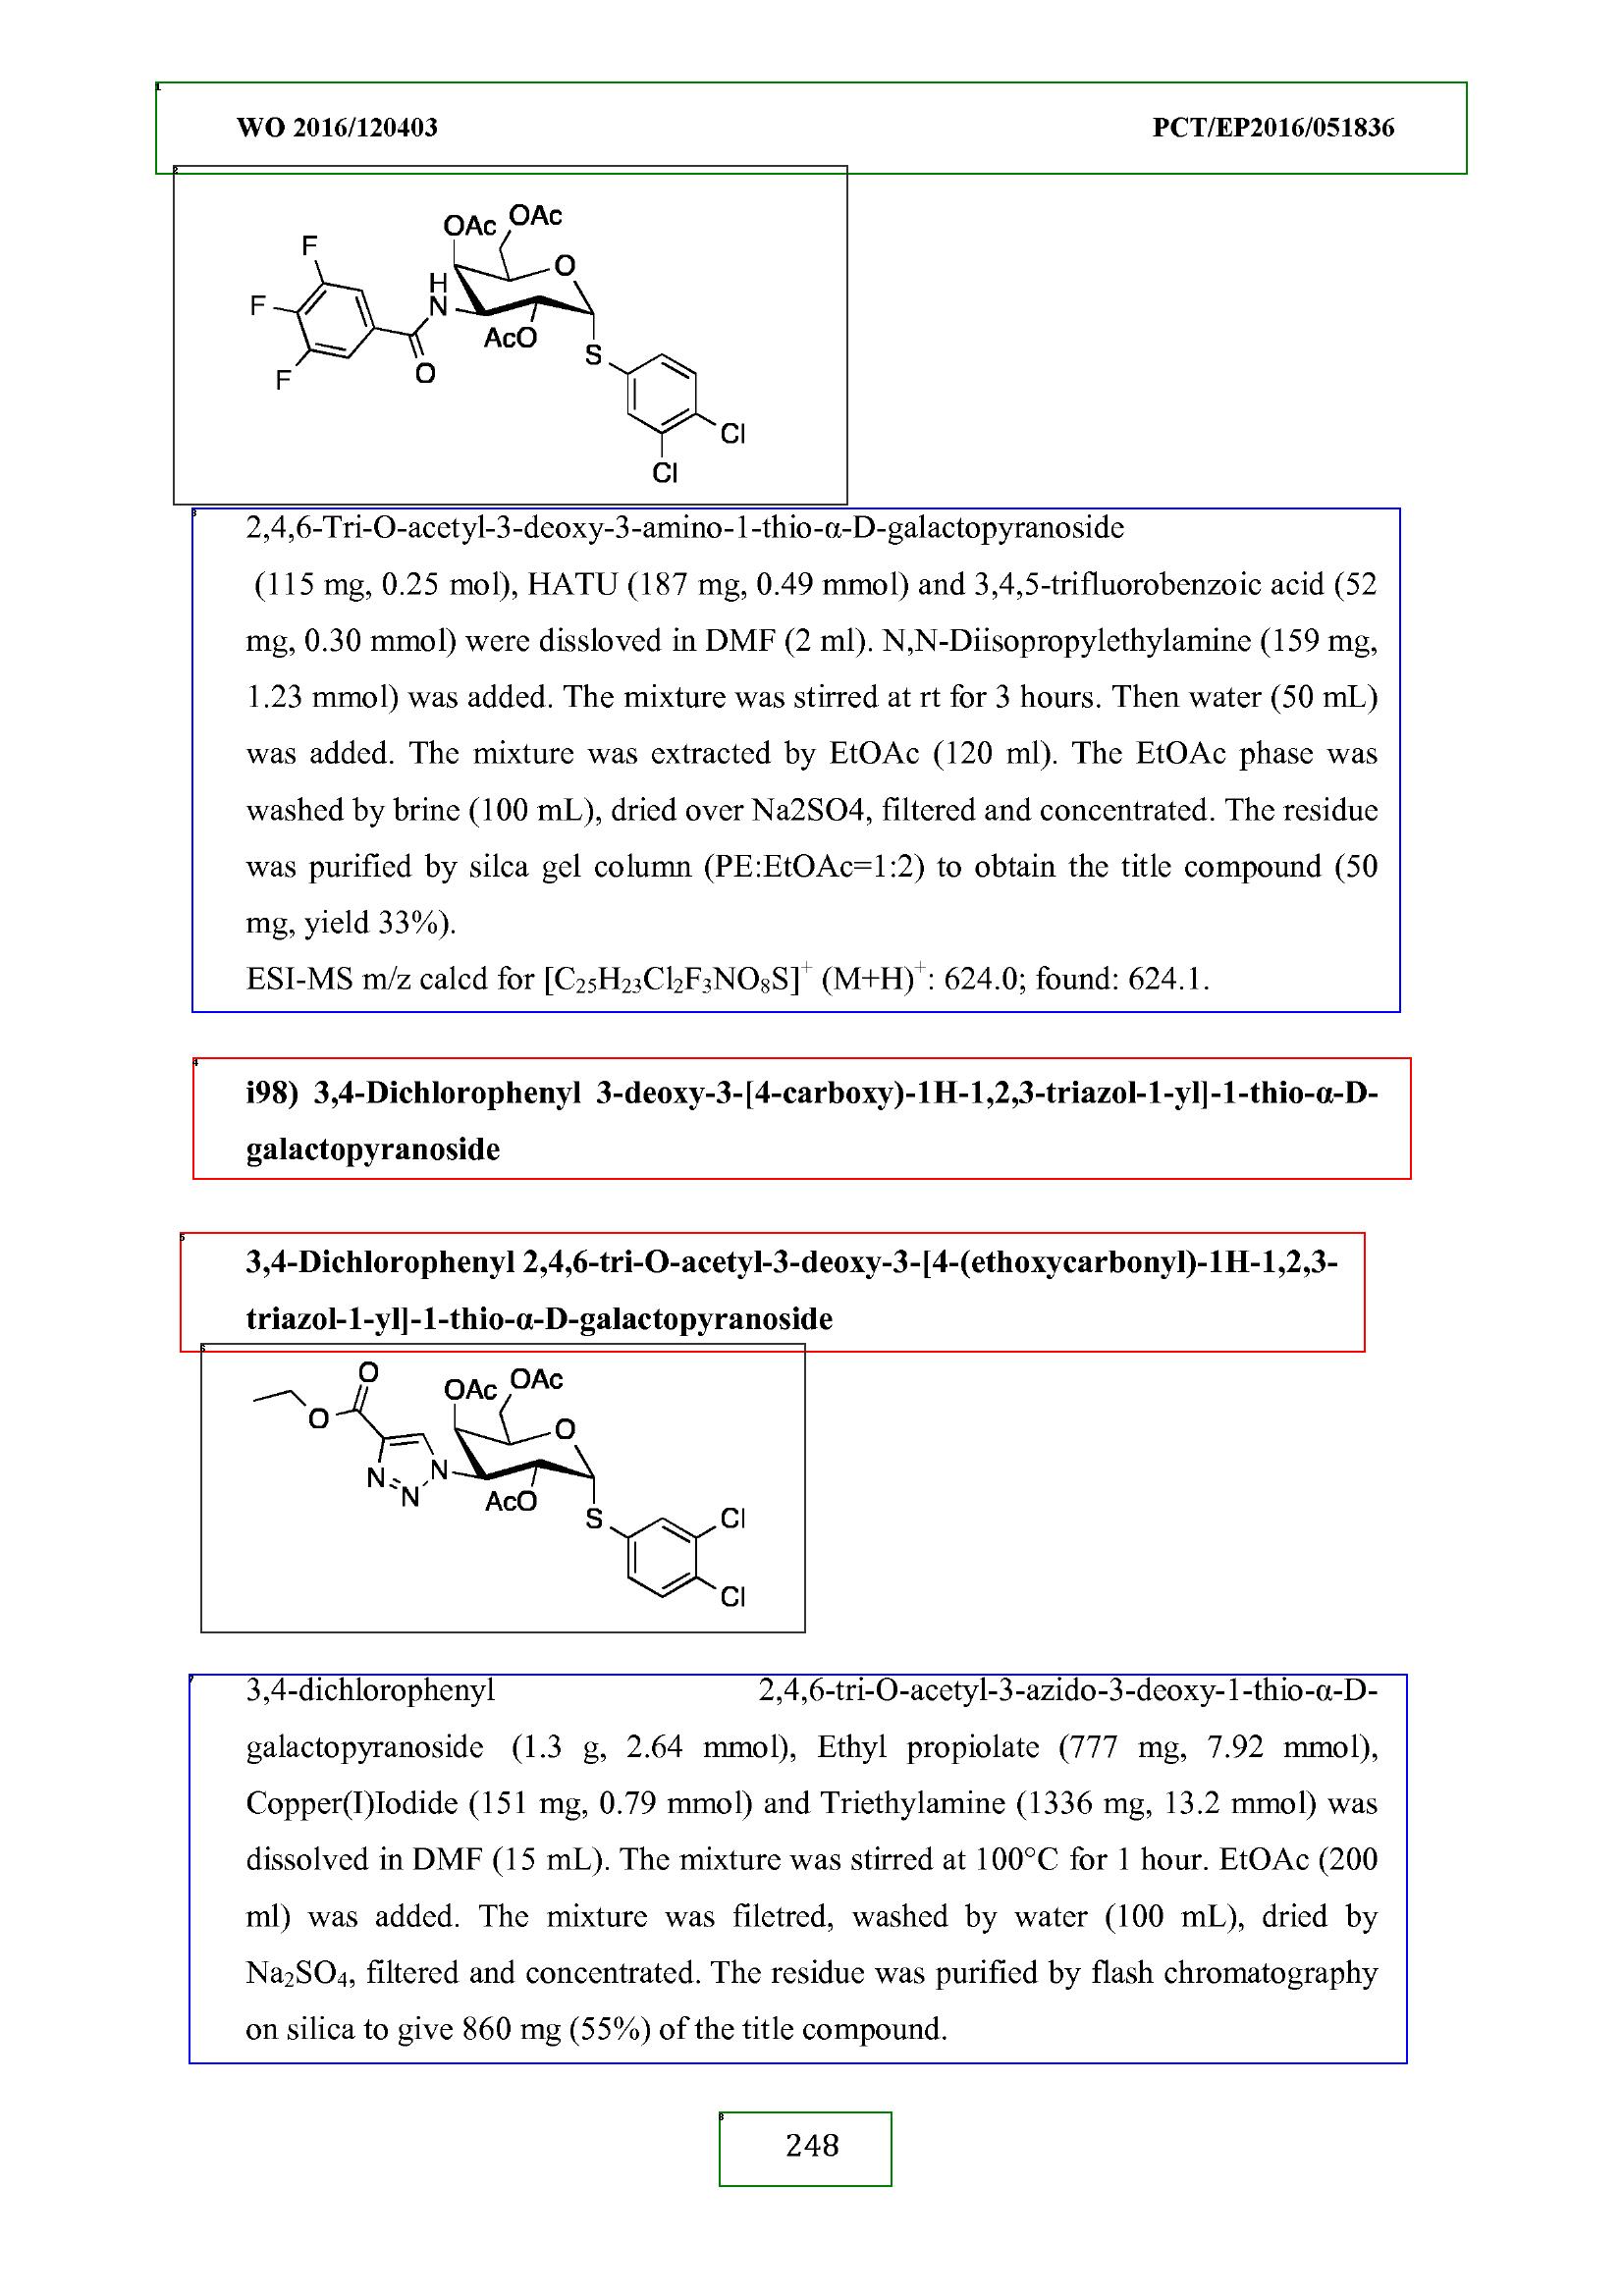 WO 2016/120403 PCT/EP2016/051836
OAc OAc
F
O
H
F N
AcO
S
F O
Cl
Cl
2,4,6-Tri-O-acetyl-3-deoxy-3-amino-1-thio-α-D-galactopyranoside
(115 mg, 0.25 mol), HATU (187 mg, 0.49 mmol) and 3,4,5-trifluorobenzoic acid (52
mg, 0.30 mmol) were dissloved in DMF (2 ml). N,N-Diisopropylethylamine (159 mg,
1.23 mmol) was added. The mixture was stirred at rt for 3 hours. Then water (50 mL)
was added. The mixture was extracted by EtOAc (120 ml). The EtOAc phase was
washed by brine (100 mL), dried over Na2SO4, filtered and concentrated. The residue
was purified by silca gel column (PE:EtOAc=1:2) to obtain the title compound (50
mg, yield 33%).
ESI-MS m/z calcd for [C₂₅H₂₃Cl₂F₃NO₈S]⁺ (M+H)⁺: 624.0; found: 624.1.
i98) 3,4-Dichlorophenyl 3-deoxy-3-[4-carboxy)-1H-1,2,3-triazol-1-yl]-1-thio-α-D-
galactopyranoside
3,4-Dichlorophenyl 2,4,6-tri-O-acetyl-3-deoxy-3-[4-(ethoxycarbonyl)-1H-1,2,3-
triazol-1-yl]-1-thio-α-D-galactopyranoside
O OAc OAc
O O
N N N
AcO
S Cl
Cl
3,4-dichlorophenyl 2,4,6-tri-O-acetyl-3-azido-3-deoxy-1-thio-α-D-
galactopyranoside (1.3 g, 2.64 mmol), Ethyl propiolate (777 mg, 7.92 mmol),
Copper(I)Iodide (151 mg, 0.79 mmol) and Triethylamine (1336 mg, 13.2 mmol) was
dissolved in DMF (15 mL). The mixture was stirred at 100°C for 1 hour. EtOAc (200
ml) was added. The mixture was filetred, washed by water (100 mL), dried by
Na₂SO₄, filtered and concentrated. The residue was purified by flash chromatography
on silica to give 860 mg (55%) of the title compound.
248